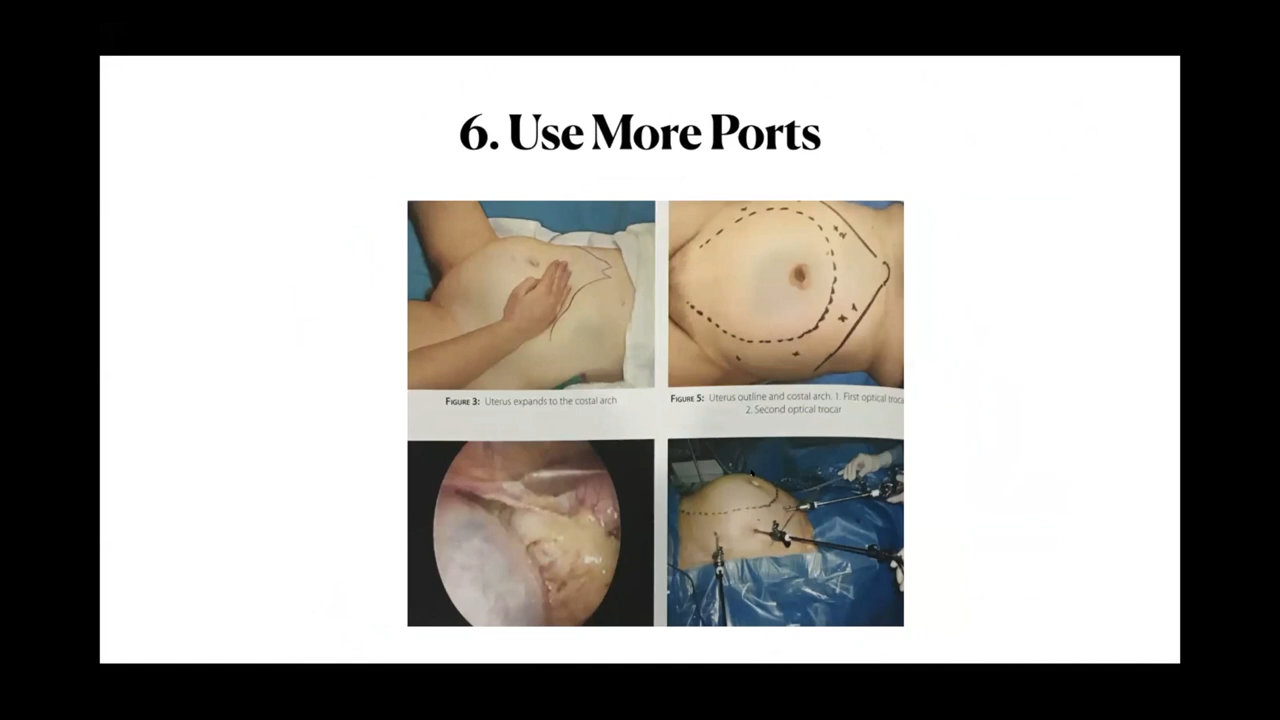 6. Use More Ports
FIGURE 3: Uterus expands to the costal arch
FIGURE 5: Uterus outline and costal arch. 1. First optical
2. Second optical trocar